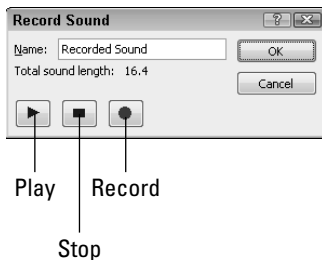 Record Sound
Name: Recorded Sound
OK
Total sound length: 16.4
Cancel
Play Record
Stop